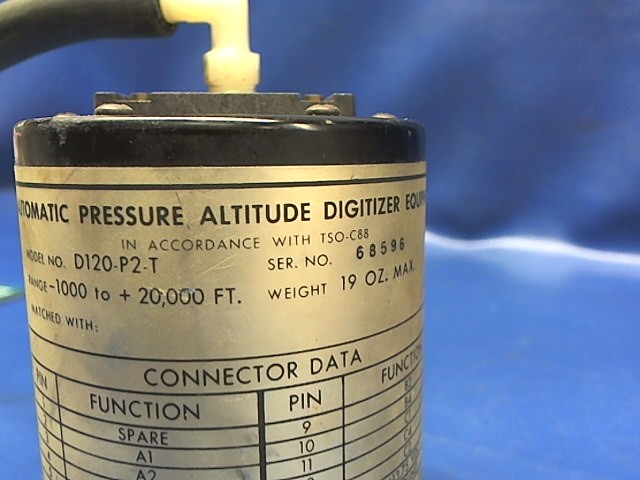 AUTOMATIC PRESSURE ALTITUDE DIGITIZER
IN ACCORDANCE WITH TSO-C88
MODEL NO. D120-P2-T SER. NO. 68596
RANGE -1000 to + 20,000 FT. WEIGHT 19 OZ. MAX.
MATCHED WITH:
CONNECTOR DATA
PIN FUNCTION PIN FUNCTION
SPARE 9
A1 10
A2 11